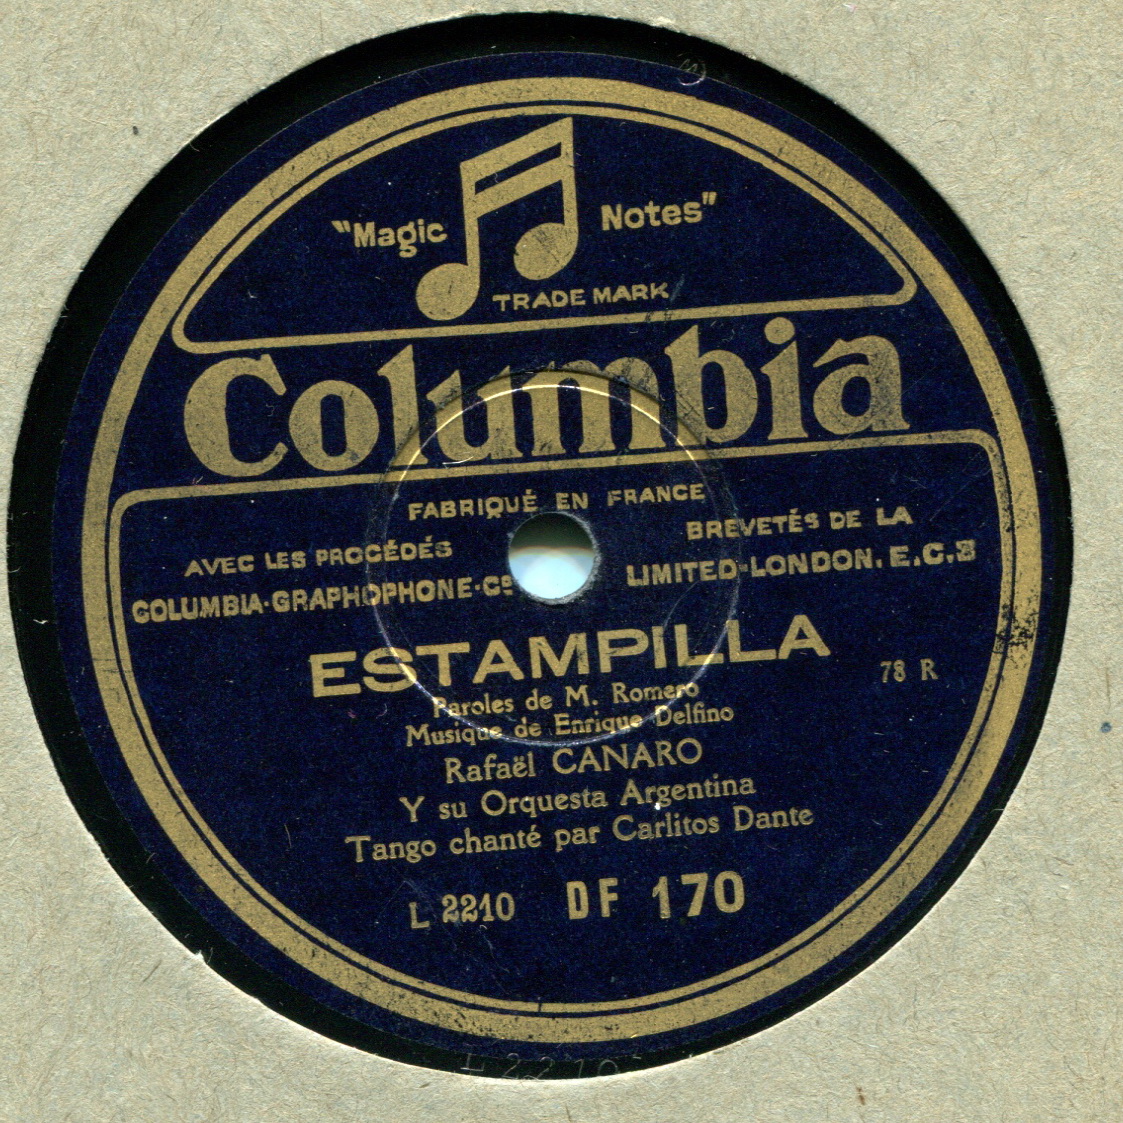 "Magic Notes"
TRADE MARK
Columbia
FABRIQUÉ EN FRANCE
AVEC LES PROCÉDÉS BREVETÉS DE LA
COLUMBIA·GRAPHOPHONE·Cº LIMITED-LONDON. E.C.3
ESTAMPILLA
78 R
Paroles de M. Romero
Musique de Enrique Delfino
Rafaël CANARO
Y su Orquesta Argentina
Tango chanté par Carlitos Dante
L 2210 DF 170
L 2210